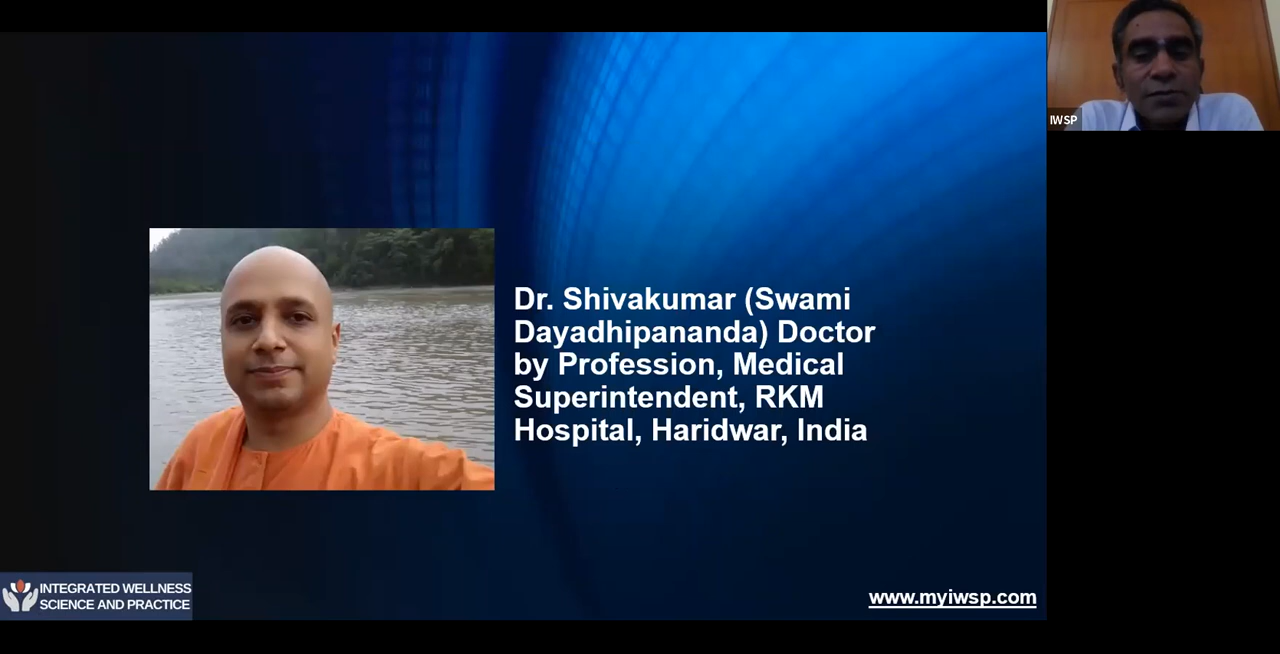 IWSP
Dr. Shivakumar (Swami
Dayadhipananda) Doctor
by Profession, Medical
Superintendent, RKM
Hospital, Haridwar, India
INTEGRATED WELLNESS
SCIENCE AND PRACTICE
www.myiwsp.com